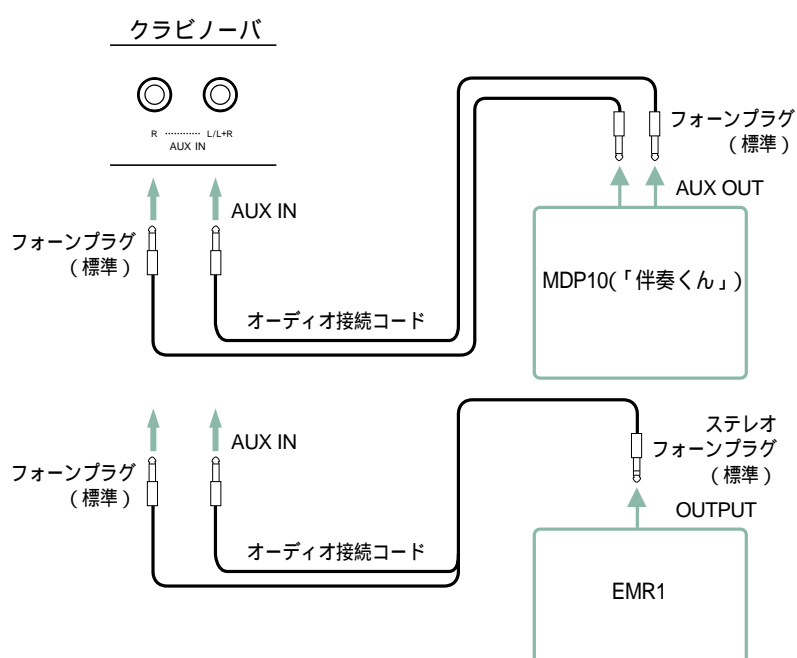 クラビノーバ
R ............ L/L+R
AUX IN
フォーンプラグ
(標準)
AUX OUT
AUX IN
フォーンプラグ
(標準)
MDP10(「伴奏くん」)
オーディオ接続コード
ステレオ
フォーンプラグ
(標準)
AUX IN
フォーンプラグ
(標準)
OUTPUT
オーディオ接続コード
EMR1